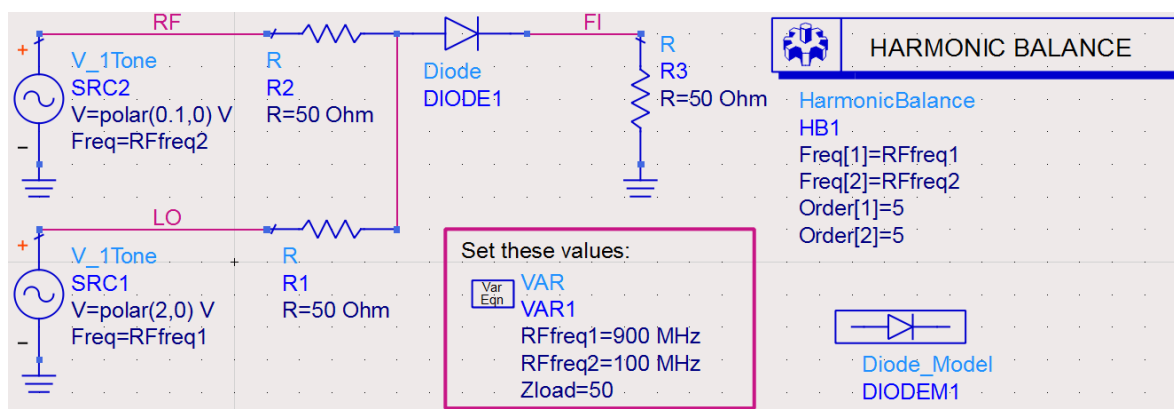 RF
V_1Tone
SRC2
V=polar(0.1,0) V
Freq=RFfreq2
R
R2
R=50 Ohm
Diode
DIODE1
FI
R
R3
R=50 Ohm
HARMONIC BALANCE
HarmonicBalance
HB1
Freq[1]=RFfreq1
Freq[2]=RFfreq2
Order[1]=5
Order[2]=5
LO
V_1Tone
SRC1
V=polar(2,0) V
Freq=RFfreq1
R
R1
R=50 Ohm
Set these values:
Var
Eqn
VAR
VAR1
RFfreq1=900 MHz
RFfreq2=100 MHz
Zload=50
Diode_Model
DIODEM1